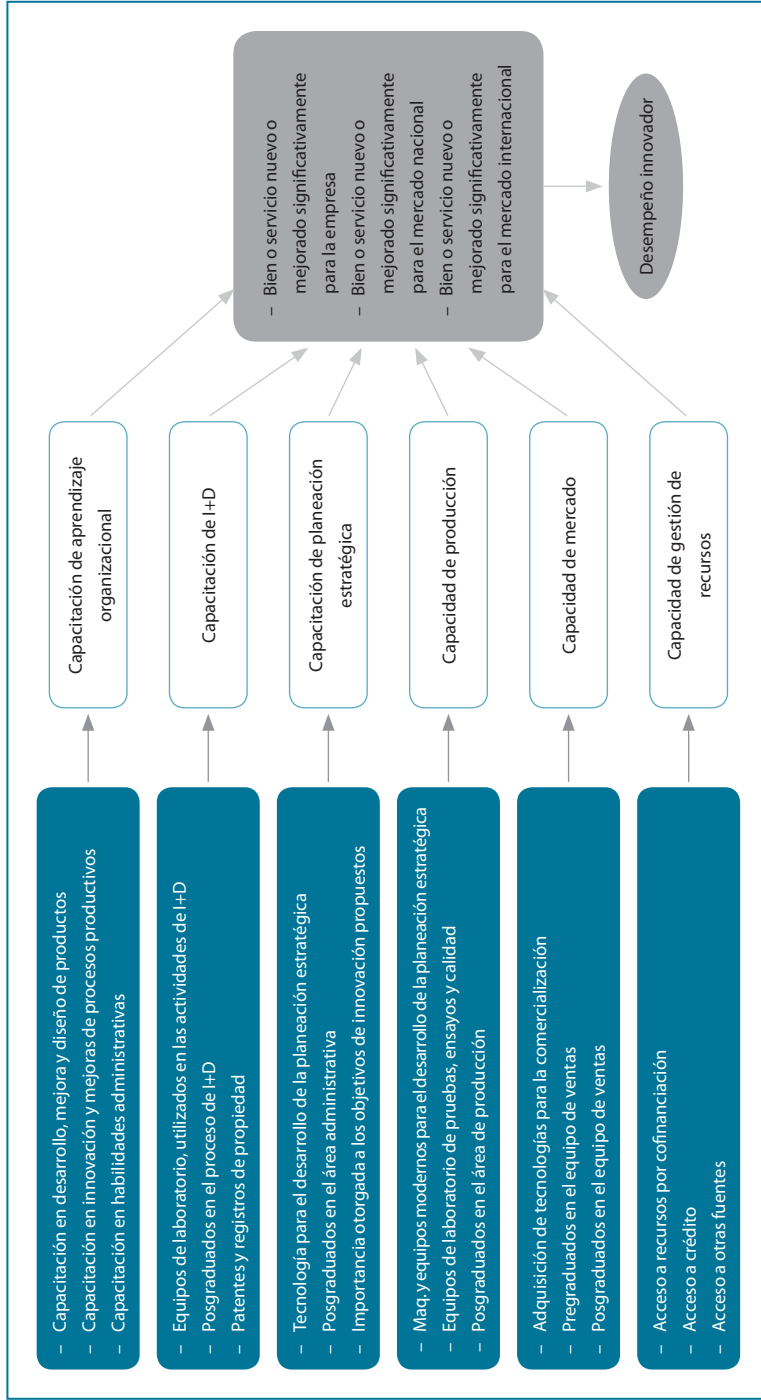 – Capacitación en desarrollo, mejora y diseño de productos
– Capacitación en innovación y mejoras de procesos productivos
– Capacitación en habilidades administrativas
– Equipos de laboratorio, utilizados en las actividades de I+D
– Posgraduados en el proceso de I+D
– Patentes y registros de propiedad
– Tecnología para el desarrollo de la planeación estratégica
– Posgraduados en el área administrativa
– Importancia otorgada a los objetivos de innovación propuestos
– Maq. y equipos modernos para el desarrollo de la planeación estratégica
– Equipos de laboratorio de pruebas, ensayos y calidad
– Posgraduados en el área de producción
– Adquisición de tecnologías para la comercialización
– Pregraduados en el equipo de ventas
– Posgraduados en el equipo de ventas
– Acceso a recursos por cofinanciación
– Acceso a crédito
– Acceso a otras fuentes
Capacitación de aprendizaje
organizacional
Capacitación de I+D
Capacitación de planeación
estratégica
Capacidad de producción
Capacidad de mercado
Capacidad de gestión de
recursos
– Bien o servicio nuevo o
mejorado significativamente
para la empresa
– Bien o servicio nuevo o
mejorado significativamente
para el mercado nacional
– Bien o servicio nuevo o
mejorado significativamente
para el mercado internacional
Desempeño innovador